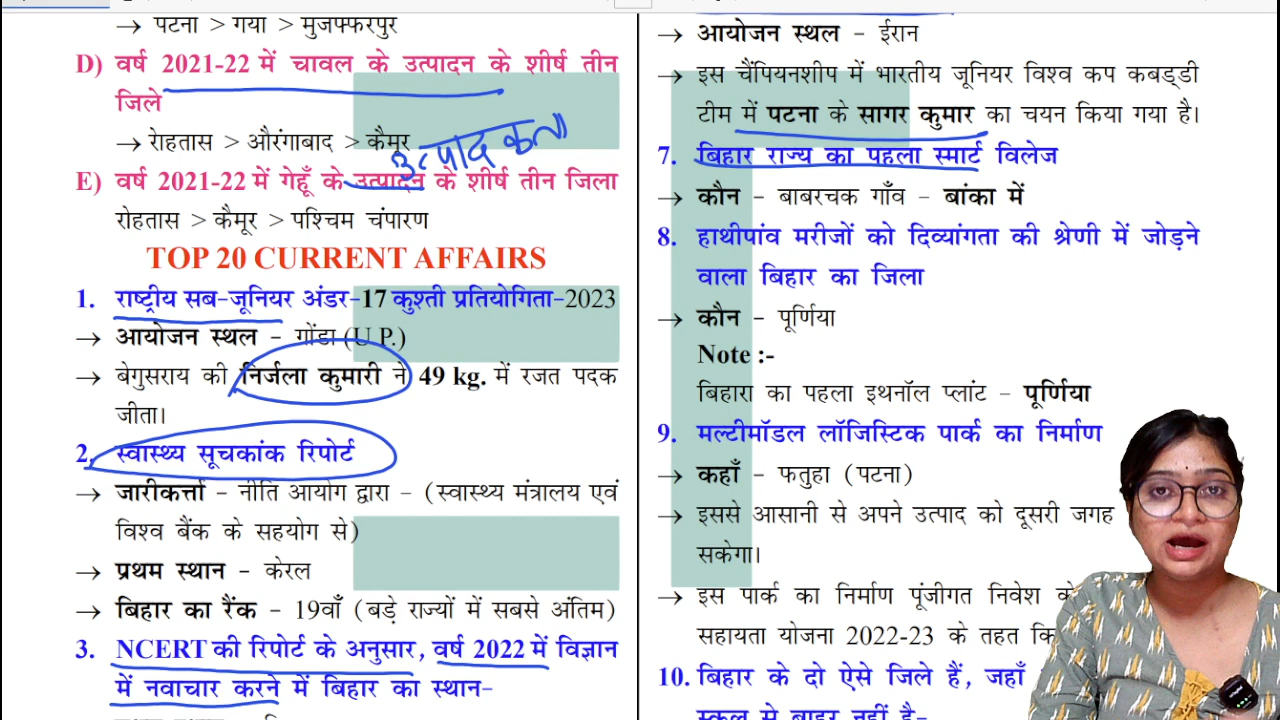 → पटना > गया > मुजफ्फरपुर
D) वर्ष 2021-22 में चावल के उत्पादन के शीर्ष तीन
जिले
→ रोहतास > औरंगाबाद > कैमूर
उत्पादकता
E) वर्ष 2021-22 में गेहूँ के उत्पादन के शीर्ष तीन जिला
रोहतास > कैमूर > पश्चिम चंपारण
TOP 20 CURRENT AFFAIRS
1. राष्ट्रीय सब-जूनियर अंडर-17 कुश्ती प्रतियोगिता-2023
→ आयोजन स्थल - गोंडा (U.P.)
→ बेगुसराय की निर्जला कुमारी ने 49 kg. में रजत पदक
जीता।
2. स्वास्थ्य सूचकांक रिपोर्ट
→ जारीकर्त्ता - नीति आयोग द्वारा - (स्वास्थ्य मंत्रालय एवं
विश्व बैंक के सहयोग से)
→ प्रथम स्थान - केरल
→ बिहार का रैंक - 19वाँ (बड़े राज्यों में सबसे अंतिम)
3. NCERT की रिपोर्ट के अनुसार, वर्ष 2022 में विज्ञान
में नवाचार करने में बिहार का स्थान-
→ आयोजन स्थल - ईरान
→ इस चैंपियनशीप में भारतीय जूनियर विश्व कप कबड्डी
टीम में पटना के सागर कुमार का चयन किया गया है।
7. बिहार राज्य का पहला स्मार्ट विलेज
→ कौन - बाबरचक गाँव - बांका में
8. हाथीपांव मरीजों को दिव्यांगता की श्रेणी में जोड़ने
वाला बिहार का जिला
→ कौन - पूर्णिया
Note :-
बिहारा का पहला इथनॉल प्लांट - पूर्णिया
9. मल्टीमॉडल लॉजिस्टिक पार्क का निर्माण
→ कहाँ - फतुहा (पटना)
→ इससे आसानी से अपने उत्पाद को दूसरी जगह
सकेगा।
→ इस पार्क का निर्माण पूंजीगत निवेश के
सहायता योजना 2022-23 के तहत कि
10. बिहार के दो ऐसे जिले हैं, जहाँ
स्कूल से बाहर नहीं है-